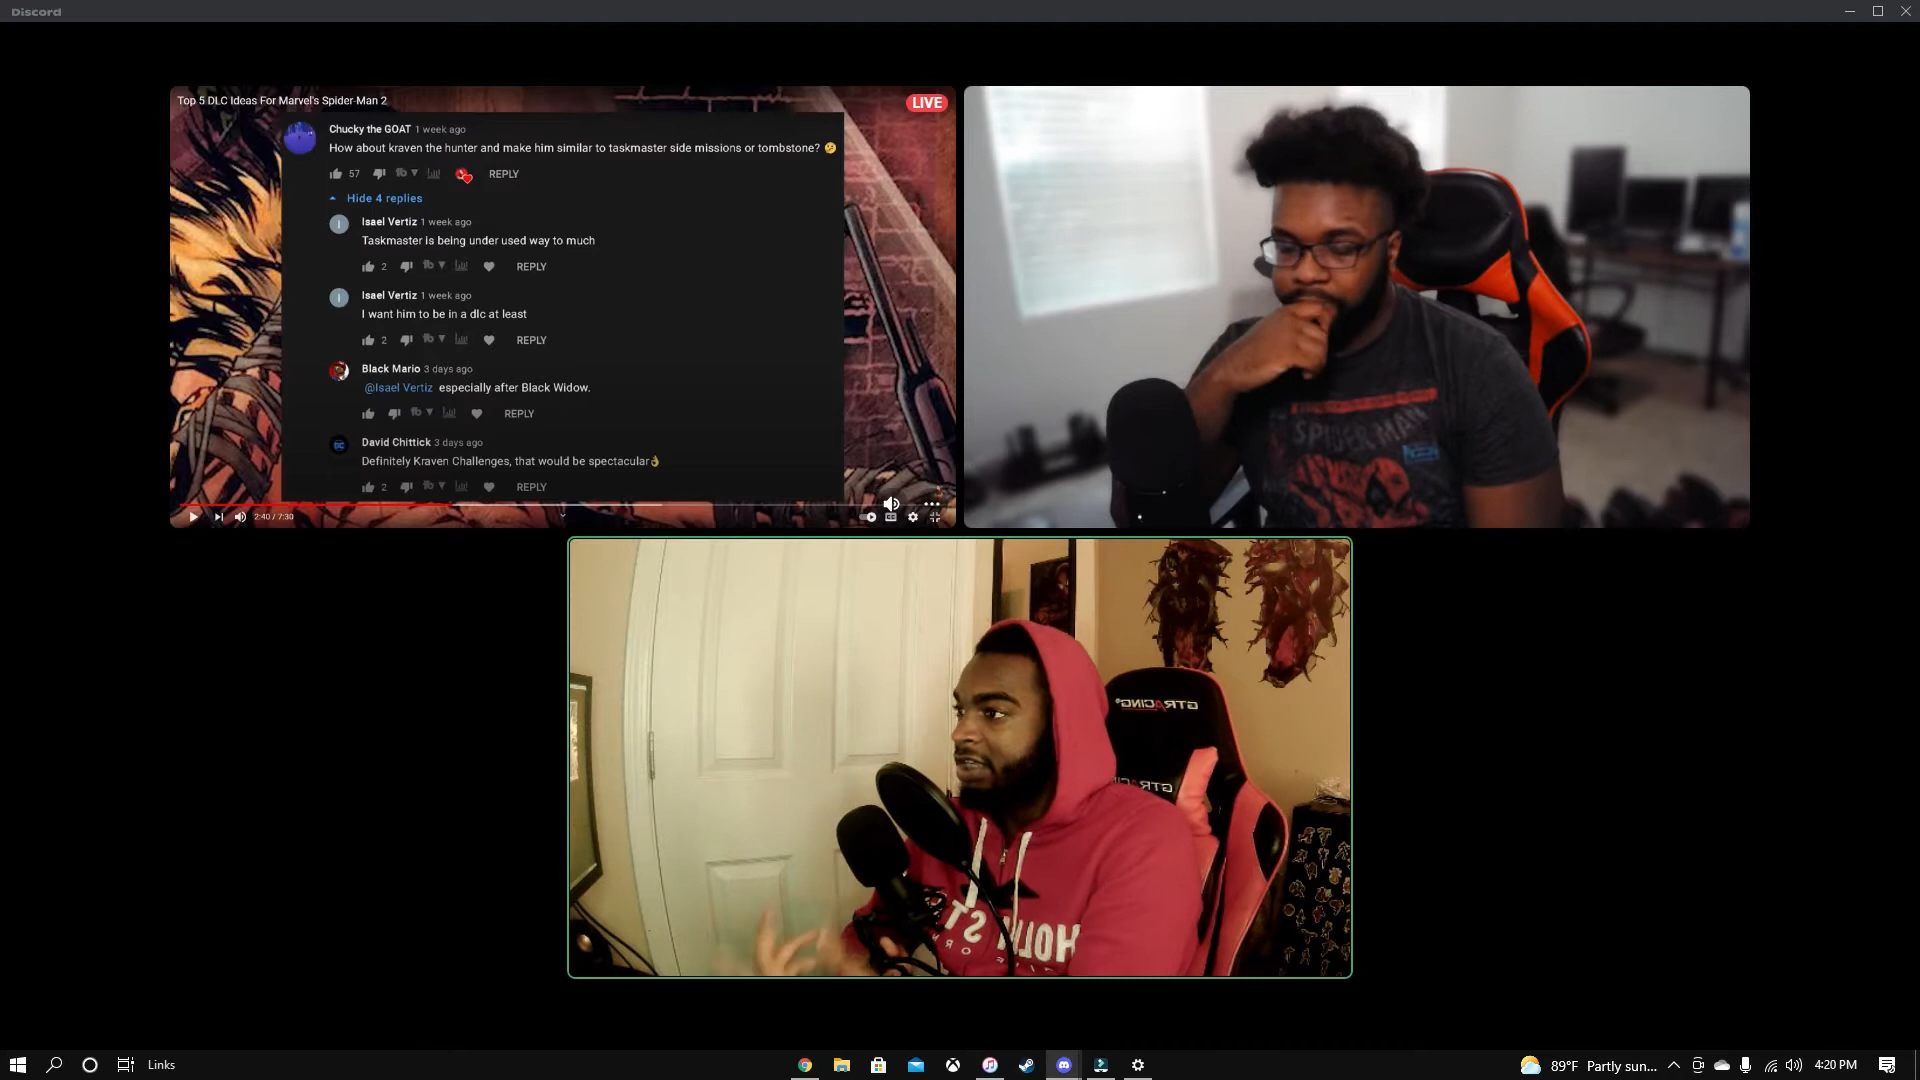 Discord
Top 5 DLC Ideas For Marvel's Spider-Man 2
LIVE
Chucky the GOAT 1 week ago
How about kraven the hunter and make him similar to taskmaster side missions or tombstone? 🤔
57 REPLY
Hide 4 replies
Isael Vertiz 1 week ago
Taskmaster is being under used way to much
2 REPLY
Isael Vertiz 1 week ago
I want him to be in a dlc at least
2 REPLY
Black Mario 3 days ago
@Isael Vertiz especially after Black Widow.
REPLY
DC
David Chittick 3 days ago
Definitely Kraven Challenges, that would be spectacular👌
2 REPLY
2:40 / 7:30
SPIDER-MAN
GTRACING
GTRACING
Links
89°F Partly sun...
4:20 PM